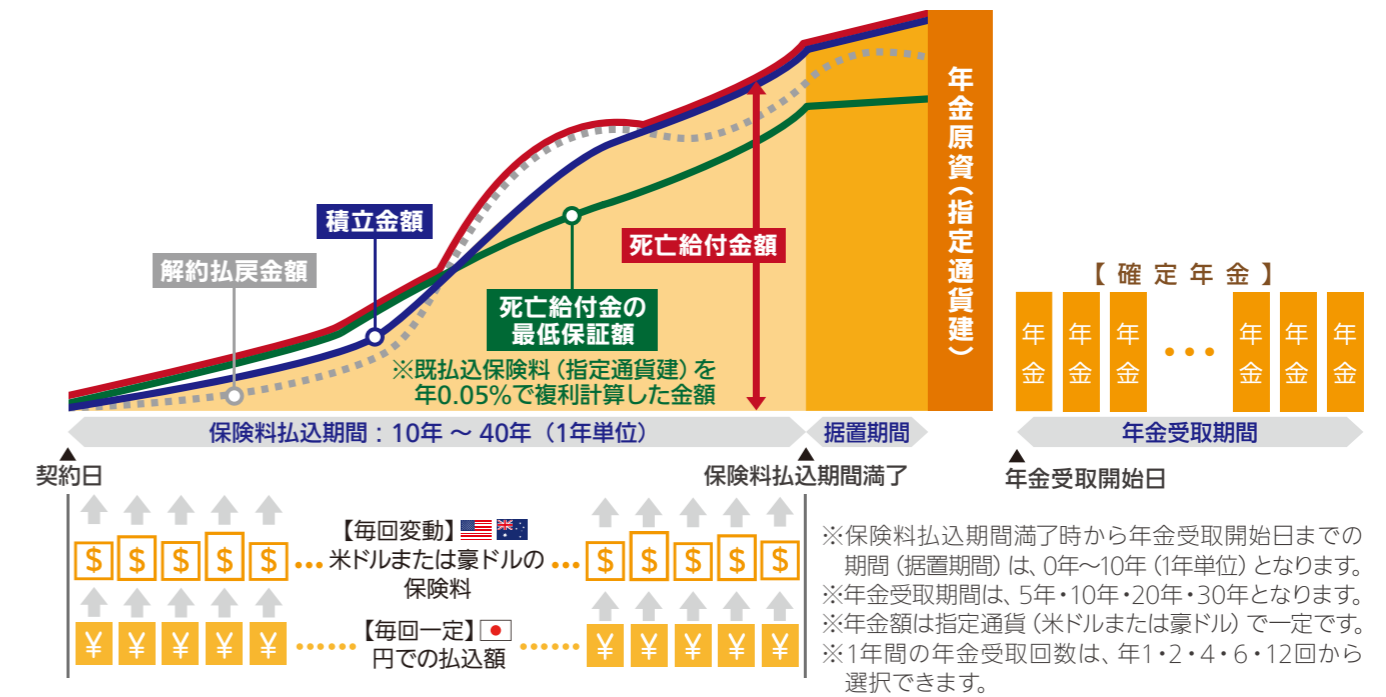 年金原資（指定通貨建）
積立金額
解約払戻金額
死亡給付金額
死亡給付金の
最低保証額
※既払込保険料（指定通貨建）を
年0.05％で複利計算した金額
【確定年金】
年金
年金
年金
•••
年金
年金
年金
保険料払込期間：10年 ～ 40年（1年単位）
据置期間
年金受取期間
契約日
保険料払込期間満了
年金受取開始日
$ $ $ $ $
【毎回変動】
米ドルまたは豪ドルの
保険料
$ $ $ $ $
¥ ¥ ¥ ¥ ¥
【毎回一定】
円での払込額
¥ ¥ ¥ ¥ ¥
※保険料払込期間満了時から年金受取開始日までの
期間（据置期間）は、0年～10年（1年単位）となります。
※年金受取期間は、5年・10年・20年・30年となります。
※年金額は指定通貨（米ドルまたは豪ドル）で一定です。
※1年間の年金受取回数は、年1・2・4・6・12回から
選択できます。